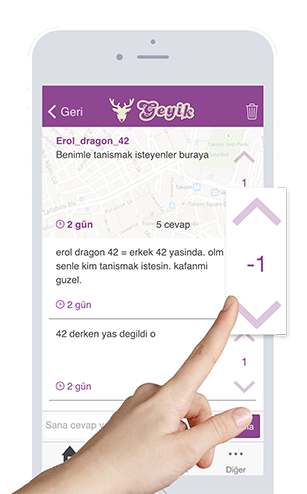 Geri
Geyik
Erol_dragon_42
Benimle tanismak isteyenler buraya
1
2 gün
5 cevap
erol dragon 42 = erkek 42 yasinda. olm
senle kim tanismak istesin. kafanmi
guzel.
-1
2 gün
42 derken yas degildi o
1
2 gün
Sana cevap
Diğer